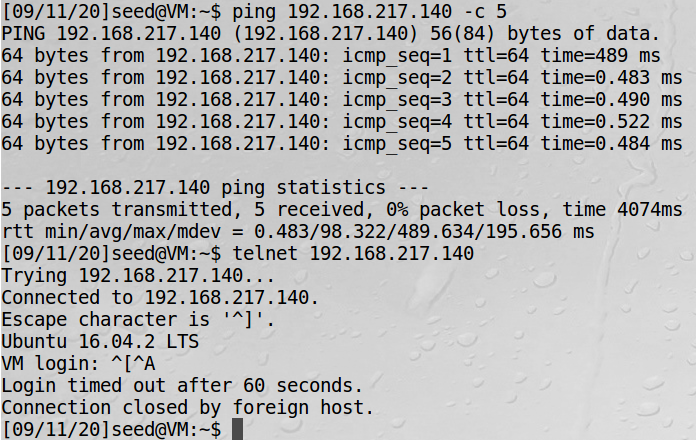 [09/11/20]seed@VM:~$ ping 192.168.217.140 -c 5
PING 192.168.217.140 (192.168.217.140) 56(84) bytes of data.
64 bytes from 192.168.217.140: icmp_seq=1 ttl=64 time=489 ms
64 bytes from 192.168.217.140: icmp_seq=2 ttl=64 time=0.483 ms
64 bytes from 192.168.217.140: icmp_seq=3 ttl=64 time=0.490 ms
64 bytes from 192.168.217.140: icmp_seq=4 ttl=64 time=0.522 ms
64 bytes from 192.168.217.140: icmp_seq=5 ttl=64 time=0.484 ms

--- 192.168.217.140 ping statistics ---
5 packets transmitted, 5 received, 0% packet loss, time 4074ms
rtt min/avg/max/mdev = 0.483/98.322/489.634/195.656 ms
[09/11/20]seed@VM:~$ telnet 192.168.217.140
Trying 192.168.217.140...
Connected to 192.168.217.140.
Escape character is '^]'.
Ubuntu 16.04.2 LTS
VM login: ^[^A
Login timed out after 60 seconds.
Connection closed by foreign host.
[09/11/20]seed@VM:~$